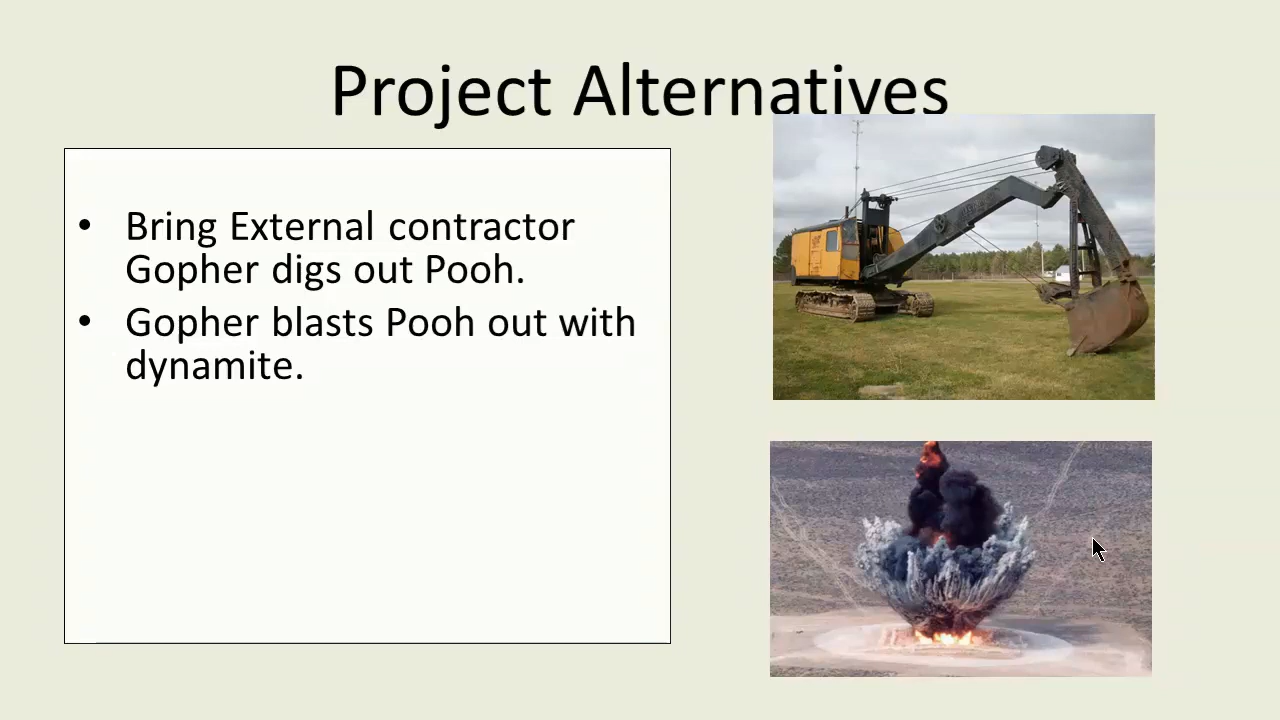 Project Alternatives
• Bring External contractor
Gopher digs out Pooh.
• Gopher blasts Pooh out with
dynamite.